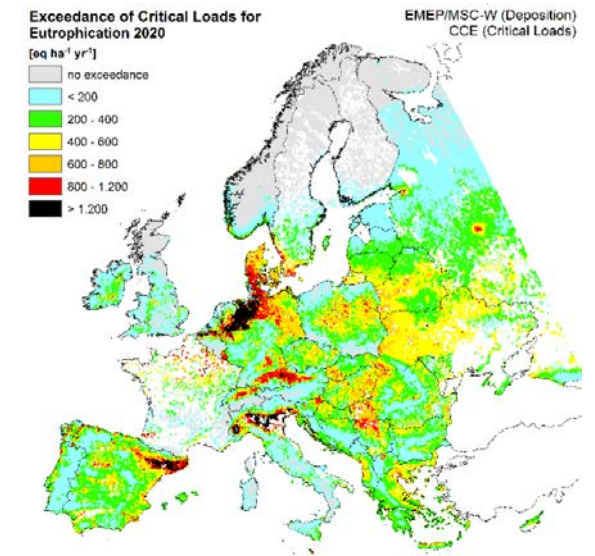 Exceedance of Critical Loads for
Eutrophication 2020
[eq ha-1 yr-1]
no exceedance
< 200
200 - 400
400 - 600
600 - 800
800 - 1.200
> 1.200
EMEP/MSC-W (Deposition)
CCE (Critical Loads)